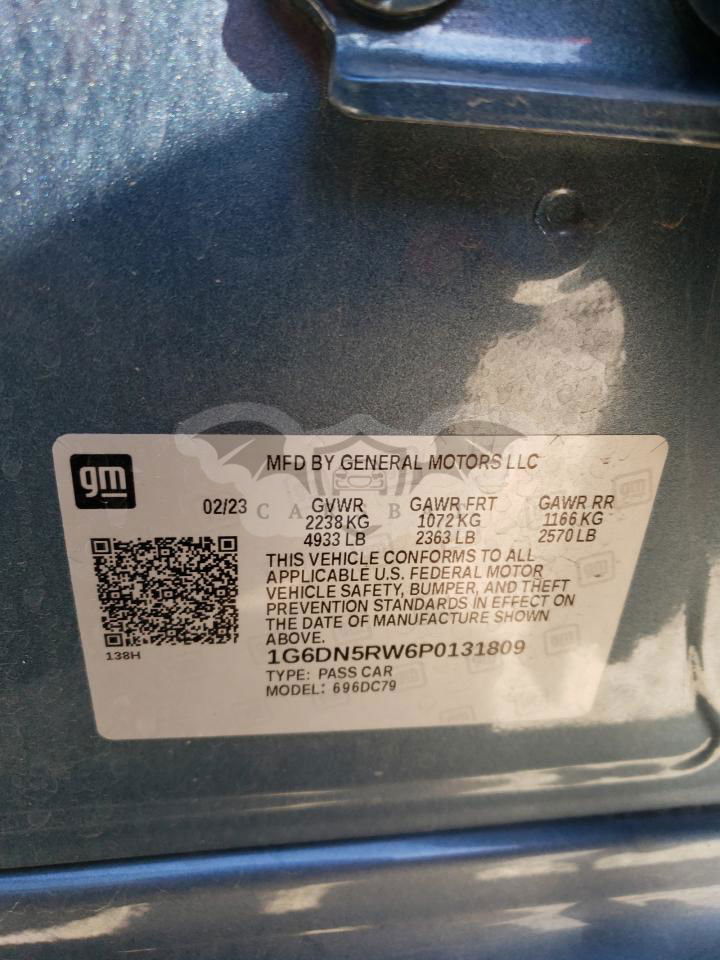 gm
MFD BY GENERAL MOTORS LLC
02/23 GVWR GAWR FRT GAWR RR
2238 KG 1072 KG 1166 KG
4933 LB 2363 LB 2570 LB
THIS VEHICLE CONFORMS TO ALL
APPLICABLE U.S. FEDERAL MOTOR
VEHICLE SAFETY, BUMPER, AND THEFT
PREVENTION STANDARDS IN EFFECT ON
THE DATE OF MANUFACTURE SHOWN
ABOVE.
138H
1G6DN5RW6P0131809
TYPE: PASS CAR
MODEL: 696DC79